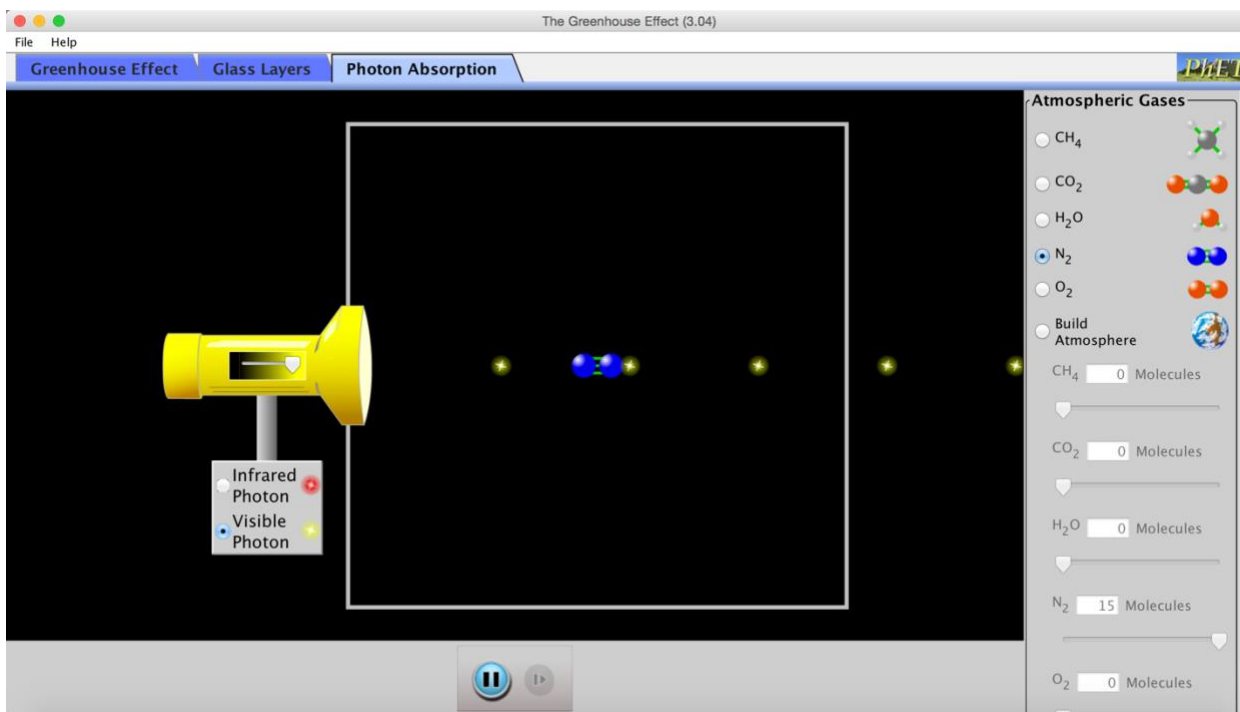 The Greenhouse Effect (3.04)
File Help
Greenhouse Effect Glass Layers Photon Absorption
PhET
Atmospheric Gases
CH4
CO2
H2O
N2
O2
Build
Atmosphere
CH4 0 Molecules
CO2 0 Molecules
H2O 0 Molecules
N2 15 Molecules
O2 0 Molecules
Infrared
Photon
Visible
Photon